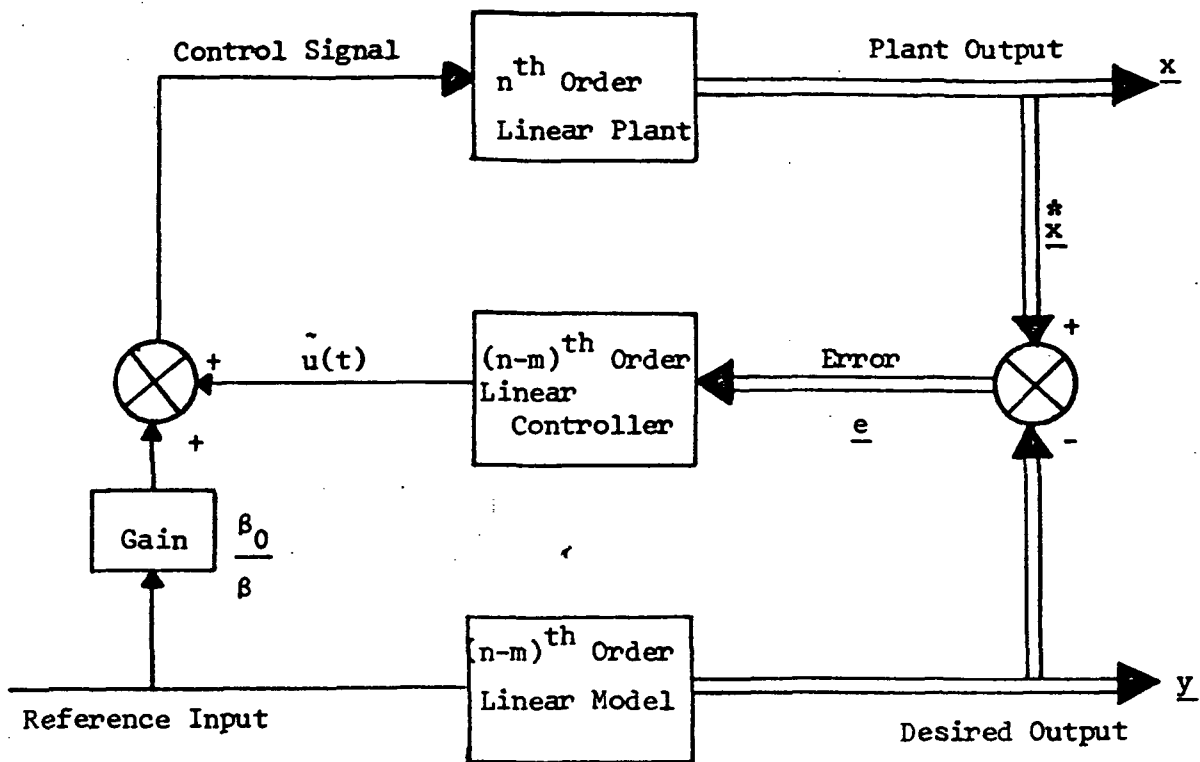 Control Signal
n^th Order
Linear Plant
Plant Output
x
*
x
+
ũ(t)
+
+
(n-m)^th Order
Linear
Controller
Error
e
-
Gain
β0
β
(n-m)^th Order
Linear Model
Reference Input
Desired Output
y